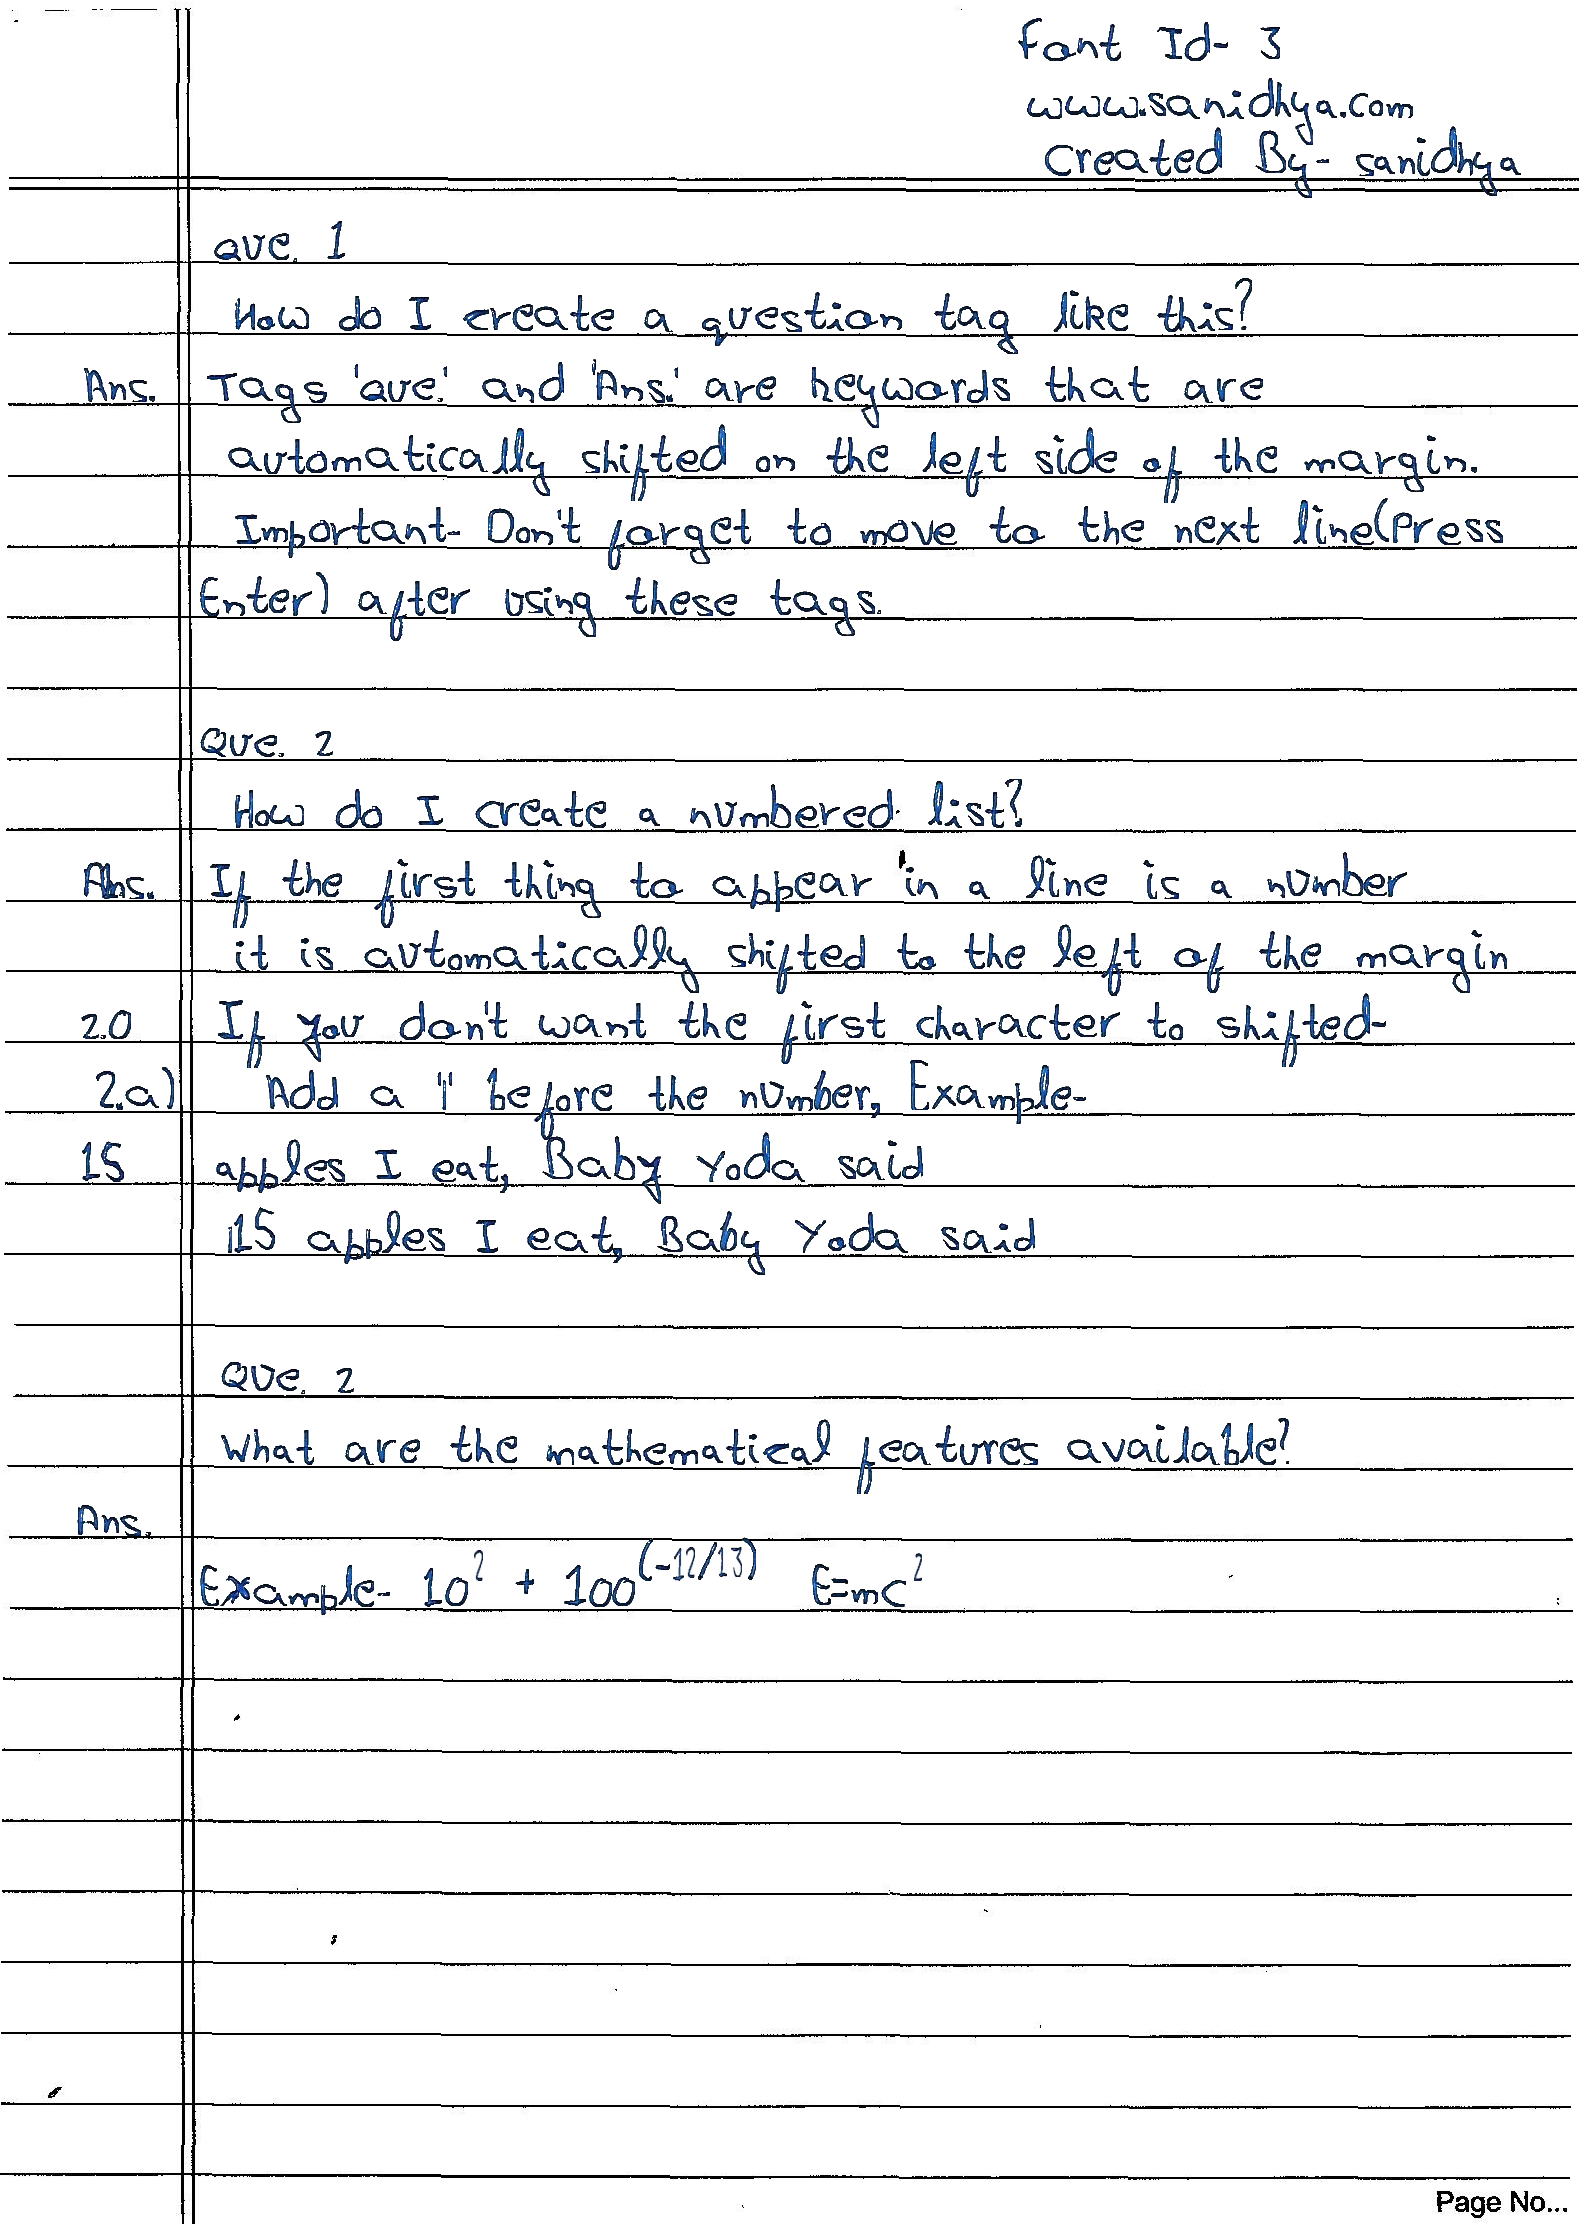 Font Id- 3
www.sanidhya.com
Created By- sanidhya
que. 1
How do I create a question tag like this?
Ans. Tags 'que.' and 'Ans.' are keywords that are
automatically shifted on the left side of the margin.
Important- Don't forget to move to the next line(Press
Enter) after using these tags.
Que. 2
How do I create a numbered list?
Ans. If the first thing to appear in a line is a number
it is automatically shifted to the left of the margin
2.0 If you don't want the first character to shifted-
2.a) Add a '|' before the number, Example-
15 apples I eat, Baby Yoda said
|15 apples I eat, Baby Yoda said
Que. 2
What are the mathematical features available?
Ans.
Example- 10² + 100^(-12/13) E=mc²
Page No...